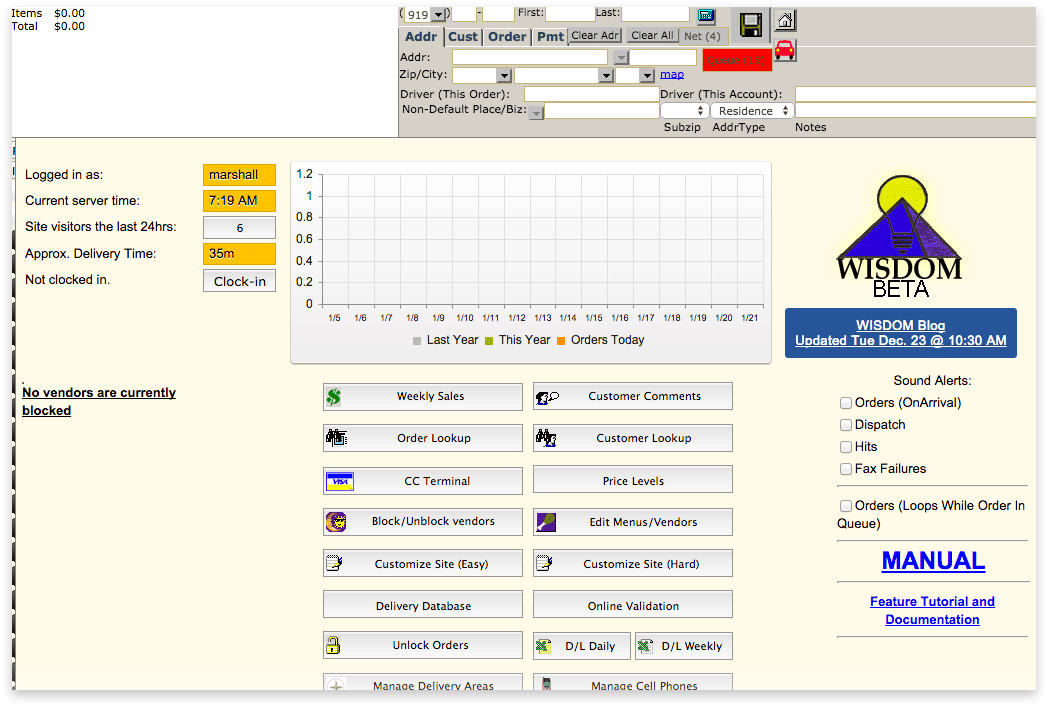 Items $0.00
Total $0.00
( 919 ) - First: Last:
Addr Cust Order Pmt Clear Adr Clear All Net (4)
Addr:
Zip/City: map
Driver (This Order): Driver (This Account):
Non-Default Place/Biz: Residence
Subzip AddrType Notes
Logged in as: marshall
Current server time: 7:19 AM
Site visitors the last 24hrs: 6
Approx. Delivery Time: 35m
Not clocked in. Clock-in
1.2
1
0.8
0.6
0.4
0.2
0
1/5 1/6 1/7 1/8 1/9 1/10 1/11 1/12 1/13 1/14 1/15 1/16 1/17 1/18 1/19 1/20 1/21
Last Year This Year Orders Today
WISDOM
BETA
WISDOM Blog
Updated Tue Dec. 23 @ 10:30 AM
No vendors are currently
blocked
Weekly Sales Customer Comments
Order Lookup Customer Lookup
VISA CC Terminal Price Levels
Block/Unblock vendors Edit Menus/Vendors
Customize Site (Easy) Customize Site (Hard)
Delivery Database Online Validation
Unlock Orders D/L Daily D/L Weekly
Manage Delivery Areas Manage Cell Phones
Sound Alerts:
Orders (OnArrival)
Dispatch
Hits
Fax Failures
Orders (Loops While Order In
Queue)
MANUAL
Feature Tutorial and
Documentation